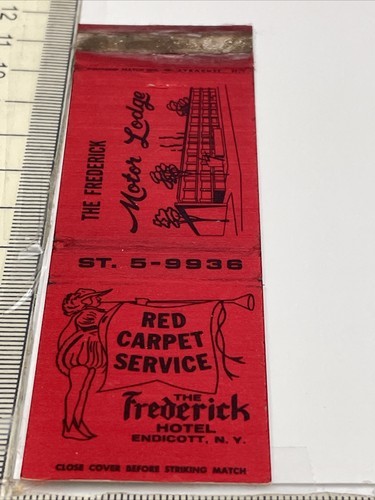 THE FREDERICK
Motor Lodge
ST. 5-9936
RED
CARPET
SERVICE
THE
Frederick
HOTEL
ENDICOTT, N. Y.
CLOSE COVER BEFORE STRIKING MATCH
12
11
10